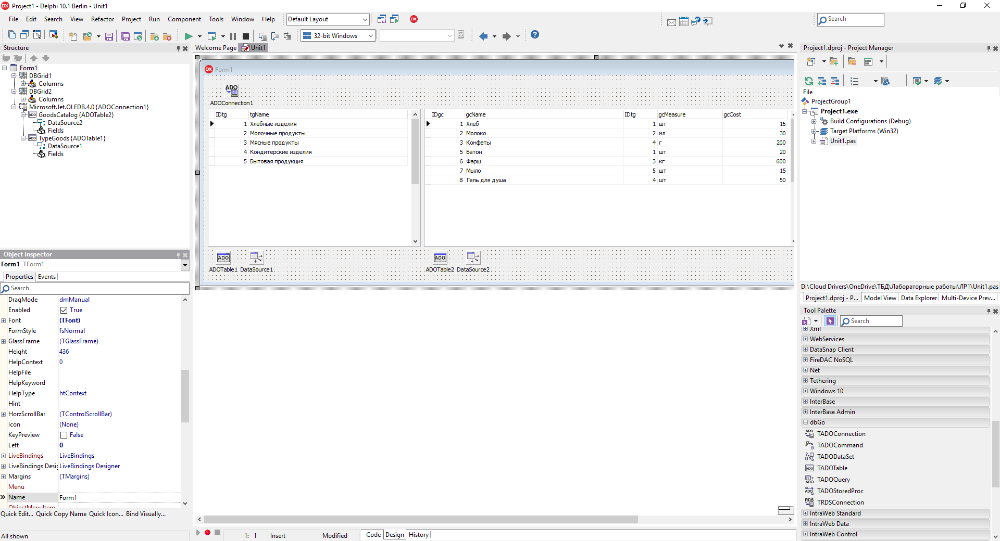 Project1 - Delphi 10.1 Berlin - Unit1
File Edit Search View Refactor Project Run Component Tools Window Help
Default Layout
Search
32-bit Windows
Structure
Form1
DBGrid1
Columns
DBGrid2
Columns
Microsoft.Jet.OLEDB.4.0 {ADOConnection1}
GoodsCatalog {ADOTable2}
DataSource2
Fields
TypeGoods {ADOTable1}
DataSource1
Fields
Object Inspector
Form1 TForm1
Properties Events
Search
DragMode dmManual
Enabled True
Font (TFont)
FormStyle fsNormal
GlassFrame (TGlassFrame)
Height 436
HelpContext 0
HelpFile
HelpKeyword
HelpType htContext
Hint
HorzScrollBar (TControlScrollBar)
Icon (None)
KeyPreview False
Left 0
LiveBindings LiveBindings
LiveBindings Desig LiveBindings Designer
Margins (TMargins)
Menu
Name Form1
ObjectMenuItem
Quick Edit... Quick Copy Name Quick Icon... Bind Visually...
All shown
Welcome Page Unit1
Form1
ADO
ADOConnection1
IDtg tgName
1 Хлебные изделия
2 Молочные продукты
3 Мясные продукты
4 Кондитерские изделия
5 Бытовая продукция
IDgc gcName IDtg gcMeasure gcCost
1 Хлеб 1 шт 16
2 Молоко 2 мл 30
3 Конфеты 4 г 200
5 Батон 1 шт 20
6 Фарш 3 кг 600
7 Мыло 5 шт 15
8 Гель для душа 4 шт 50
ADO ADO
ADOTable1 DataSource1 ADOTable2 DataSource2
1: 1 Insert Modified Code Design History
Project1.dproj - Project Manager
File
ProjectGroup1
Project1.exe
Build Configurations (Debug)
Target Platforms (Win32)
Unit1.pas
D:\Cloud Drivers\OneDrive\ТБД\Лабораторные работы\ЛР1\Unit1.pas
Project1.dproj - P... Model View Data Explorer Multi-Device Prev...
Tool Palette
Search
Xml
WebServices
DataSnap Client
FireDAC NoSQL
Net
Tethering
Windows 10
InterBase
InterBase Admin
dbGo
TADOConnection
TADOCommand
TADODataSet
TADOTable
TADOQuery
TADOStoredProc
TRDSConnection
IntraWeb Standard
IntraWeb Data
IntraWeb Control